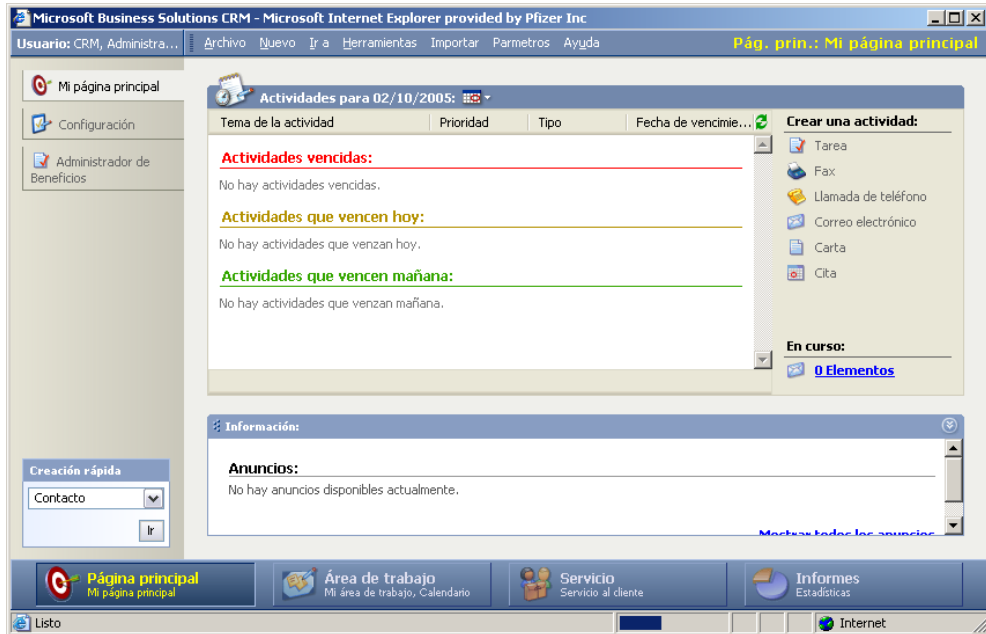 Microsoft Business Solutions CRM - Microsoft Internet Explorer provided by Pfizer Inc
Usuario: CRM, Administra... Archivo Nuevo Ir a Herramientas Importar Parmetros Ayuda Pág. prin.: Mi página principal
Mi página principal
Configuración
Administrador de
Beneficios
Actividades para 02/10/2005:
Tema de la actividad Prioridad Tipo Fecha de vencimie...
Actividades vencidas:
No hay actividades vencidas.
Actividades que vencen hoy:
No hay actividades que venzan hoy.
Actividades que vencen mañana:
No hay actividades que venzan mañana.
Crear una actividad:
Tarea
Fax
Llamada de teléfono
Correo electrónico
Carta
Cita
En curso:
0 Elementos
Información:
Anuncios:
No hay anuncios disponibles actualmente.
Mostrar todos los anuncios
Creación rápida
Contacto
Ir
Página principal
Mi página principal
Área de trabajo
Mi área de trabajo, Calendario
Servicio
Servicio al cliente
Informes
Estadísticas
Listo Internet